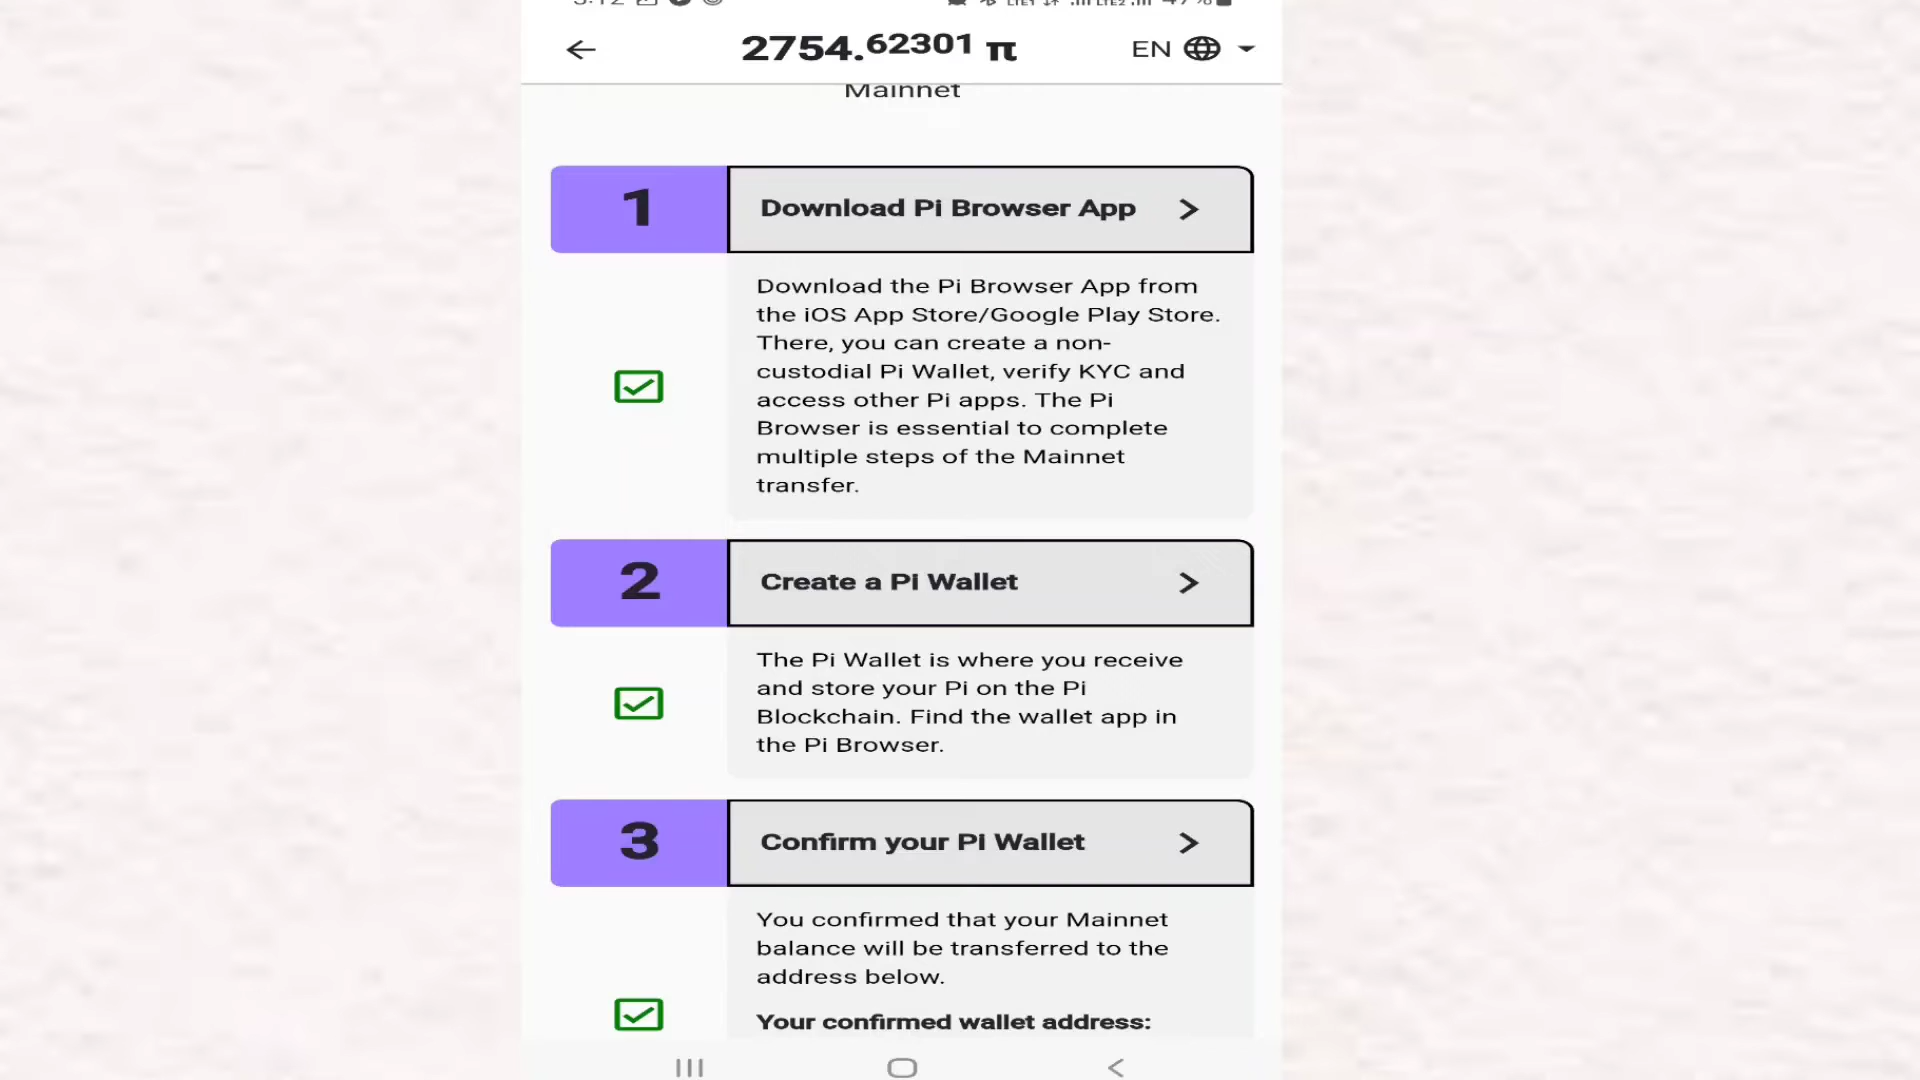 2754.62301 π
EN
Mainnet
1
Download Pi Browser App
Download the Pi Browser App from
the iOS App Store/Google Play Store.
There, you can create a non-
custodial Pi Wallet, verify KYC and
access other Pi apps. The Pi
Browser is essential to complete
multiple steps of the Mainnet
transfer.
2
Create a Pi Wallet
The Pi Wallet is where you receive
and store your Pi on the Pi
Blockchain. Find the wallet app in
the Pi Browser.
3
Confirm your Pi Wallet
You confirmed that your Mainnet
balance will be transferred to the
address below.
Your confirmed wallet address: